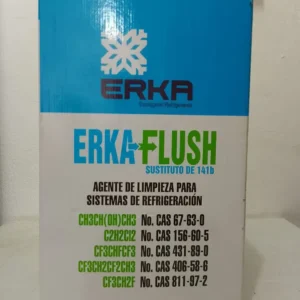 ERKA
ERKA FLUSH
SUSTITUTO DE 141b
AGENTE DE LIMPIEZA PARA
SISTEMAS DE REFRIGERACIÓN
CH3CH(OH)CH3 No. CAS 67-63-0
C2H2Cl2 No. CAS 156-60-5
CF3CHFCF3 No. CAS 431-89-0
CF3CH2CF2CH3 No. CAS 406-58-6
CF3CH2F No. CAS 811-97-2